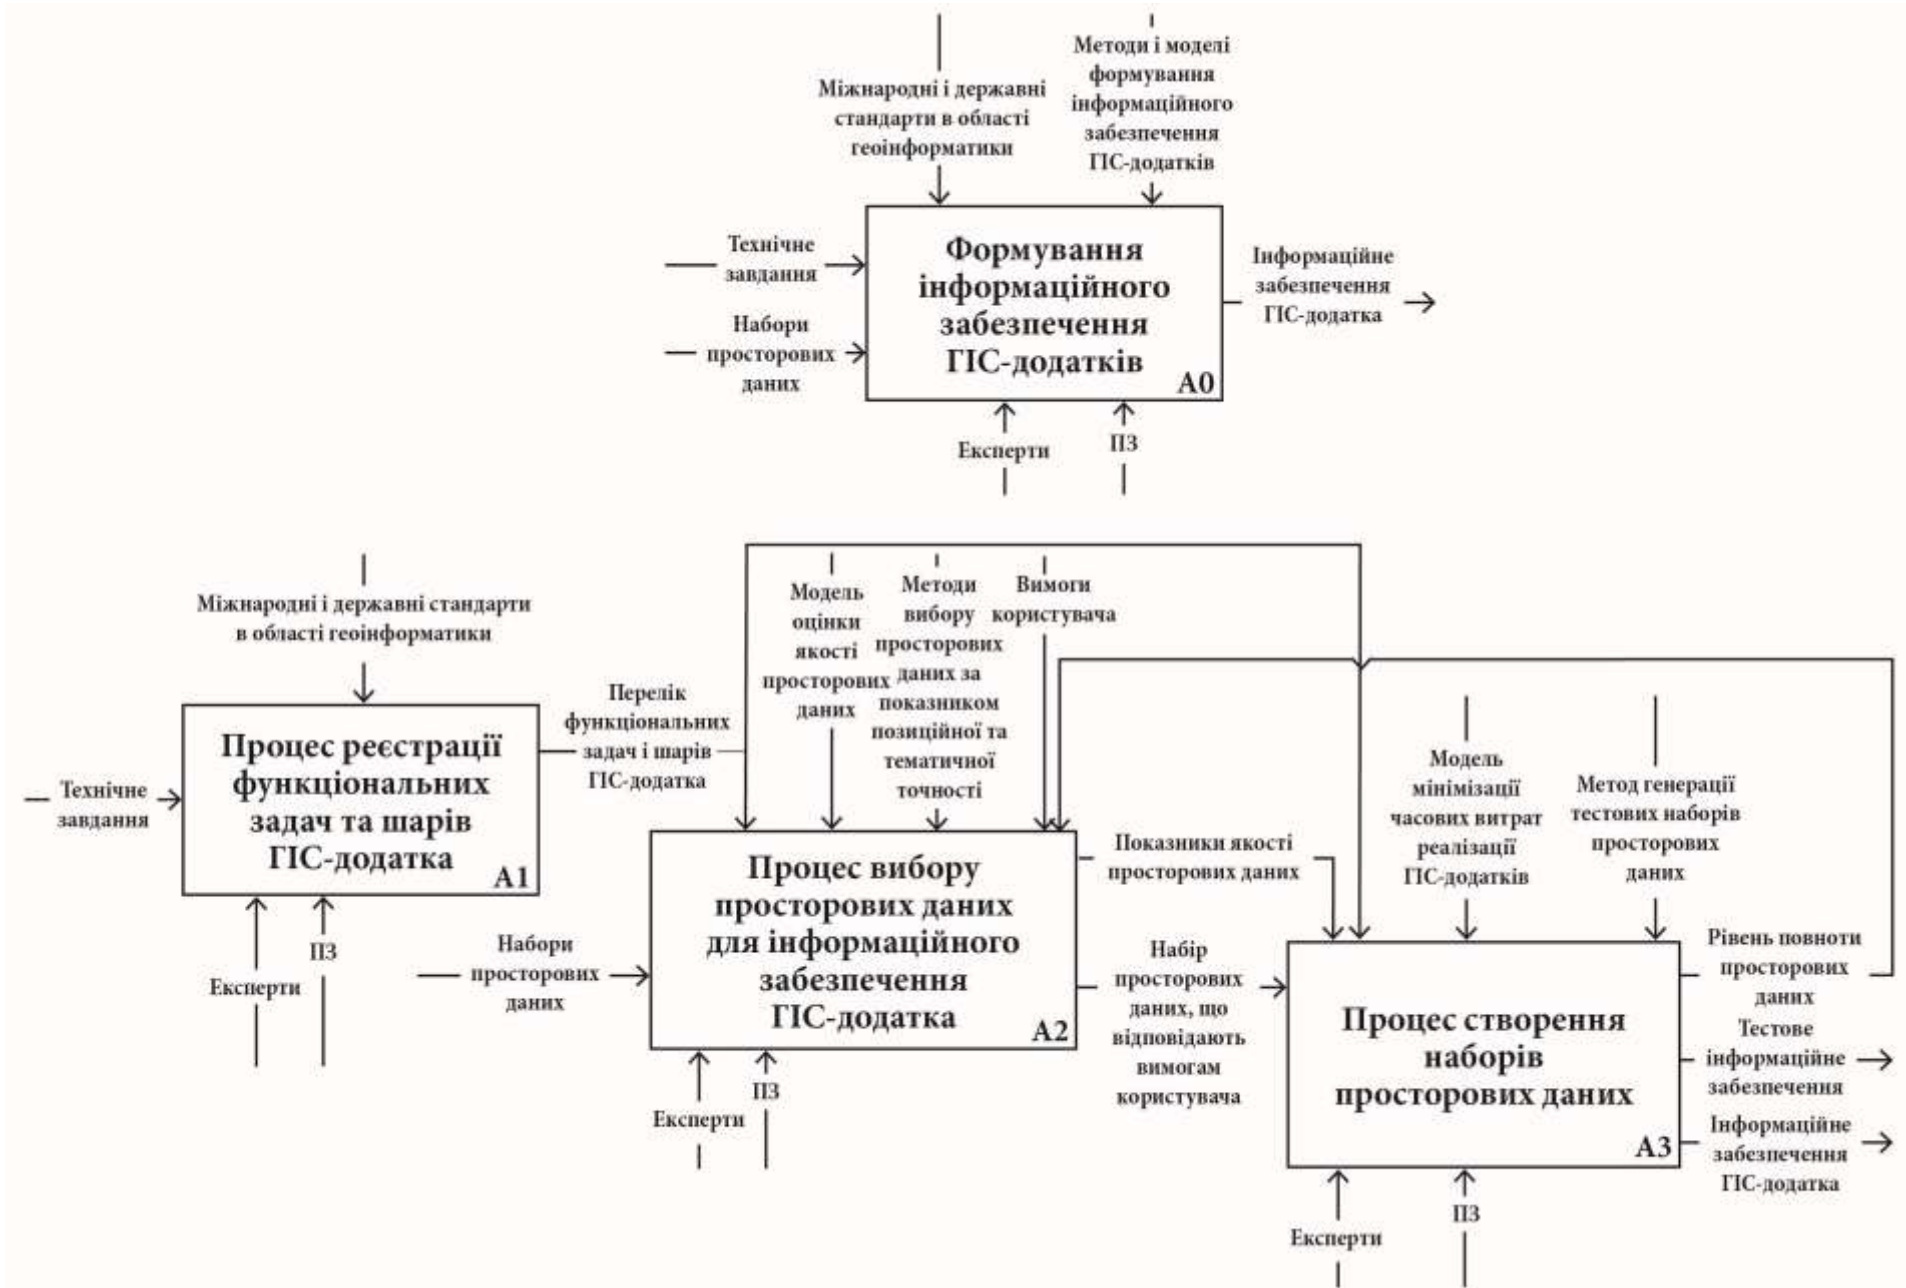 Міжнародні і державні
стандарти в області
геоінформатики
Методи і моделі
формування
інформаційного
забезпечення
ГІС-додатків
Технічне
завдання
Набори
просторових
даних
Формування
інформаційного
забезпечення
ГІС-додатків
A0
Інформаційне
забезпечення
ГІС-додатка
Експерти
ПЗ
Міжнародні і державні стандарти
в області геоінформатики
Технічне
завдання
Процес реєстрації
функціональних
задач та шарів
ГІС-додатка
A1
Експерти
ПЗ
Перелік
функціональних
задач і шарів
ГІС-додатка
Модель
оцінки
якості
просторових
даних
Методи
вибору
просторових
даних за
показником
позиційної та
тематичної
точності
Вимоги
користувача
Набори
просторових
даних
Процес вибору
просторових даних
для інформаційного
забезпечення
ГІС-додатка
A2
Експерти
ПЗ
Показники якості
просторових даних
Набір
просторових
даних, що
відповідають
вимогам
користувача
Модель
мінімізації
часових витрат
реалізації
ГІС-додатків
Метод генерації
тестових наборів
просторових
даних
Процес створення
наборів
просторових даних
A3
Експерти
ПЗ
Рівень повноти
просторових
даних
Тестове
інформаційне
забезпечення
Інформаційне
забезпечення
ГІС-додатка